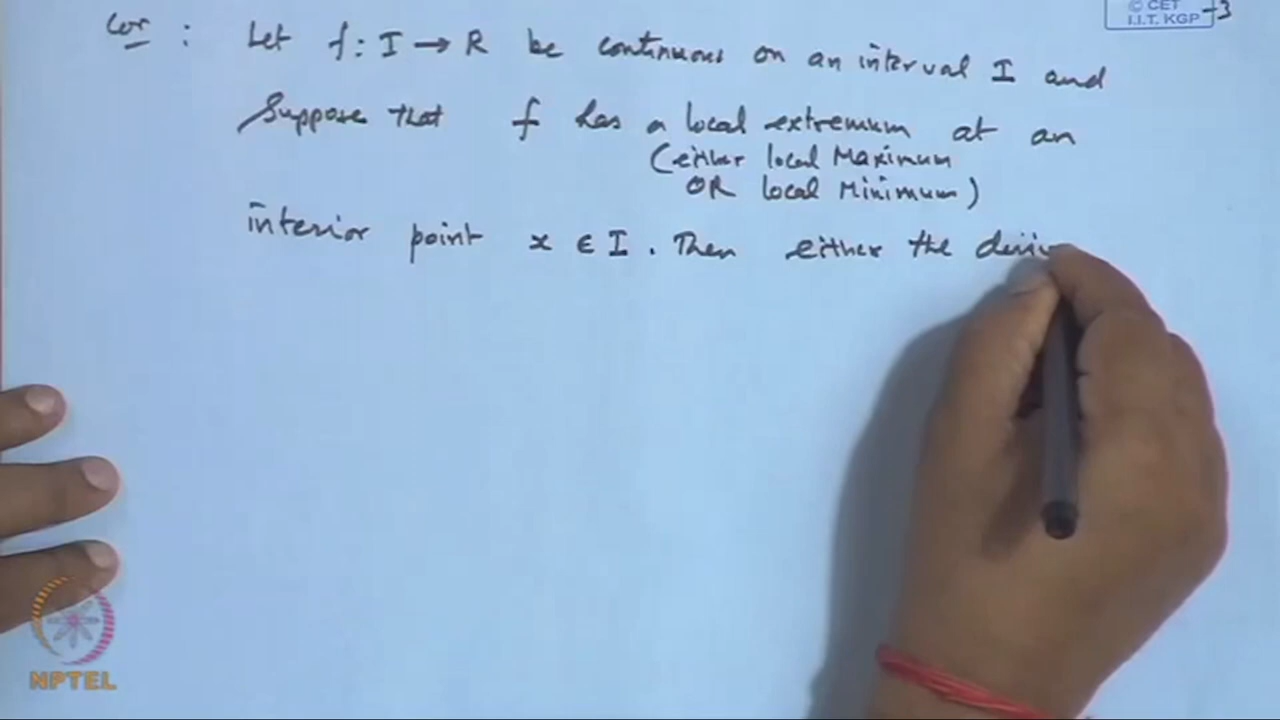 Cor : Let f : I → R be continuous on an interval I and
Suppose that f has a local extremum at an
(either local Maximum
OR local Minimum)
interior point x ∈ I . Then either the
© CET
I.I.T. KGP
-3
NPTEL